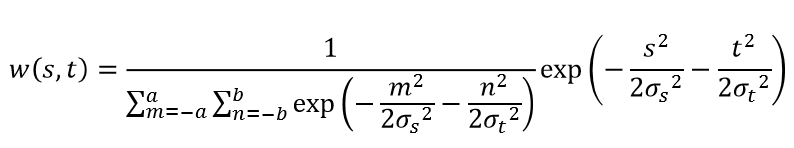 w(s, t) = \frac{1}{\sum_{m=-a}^{a} \sum_{n=-b}^{b} \exp\left(-\frac{m^2}{2\sigma_s{}^2} - \frac{n^2}{2\sigma_t{}^2}\right)} \exp\left(-\frac{s^2}{2\sigma_s{}^2} - \frac{t^2}{2\sigma_t{}^2}\right)